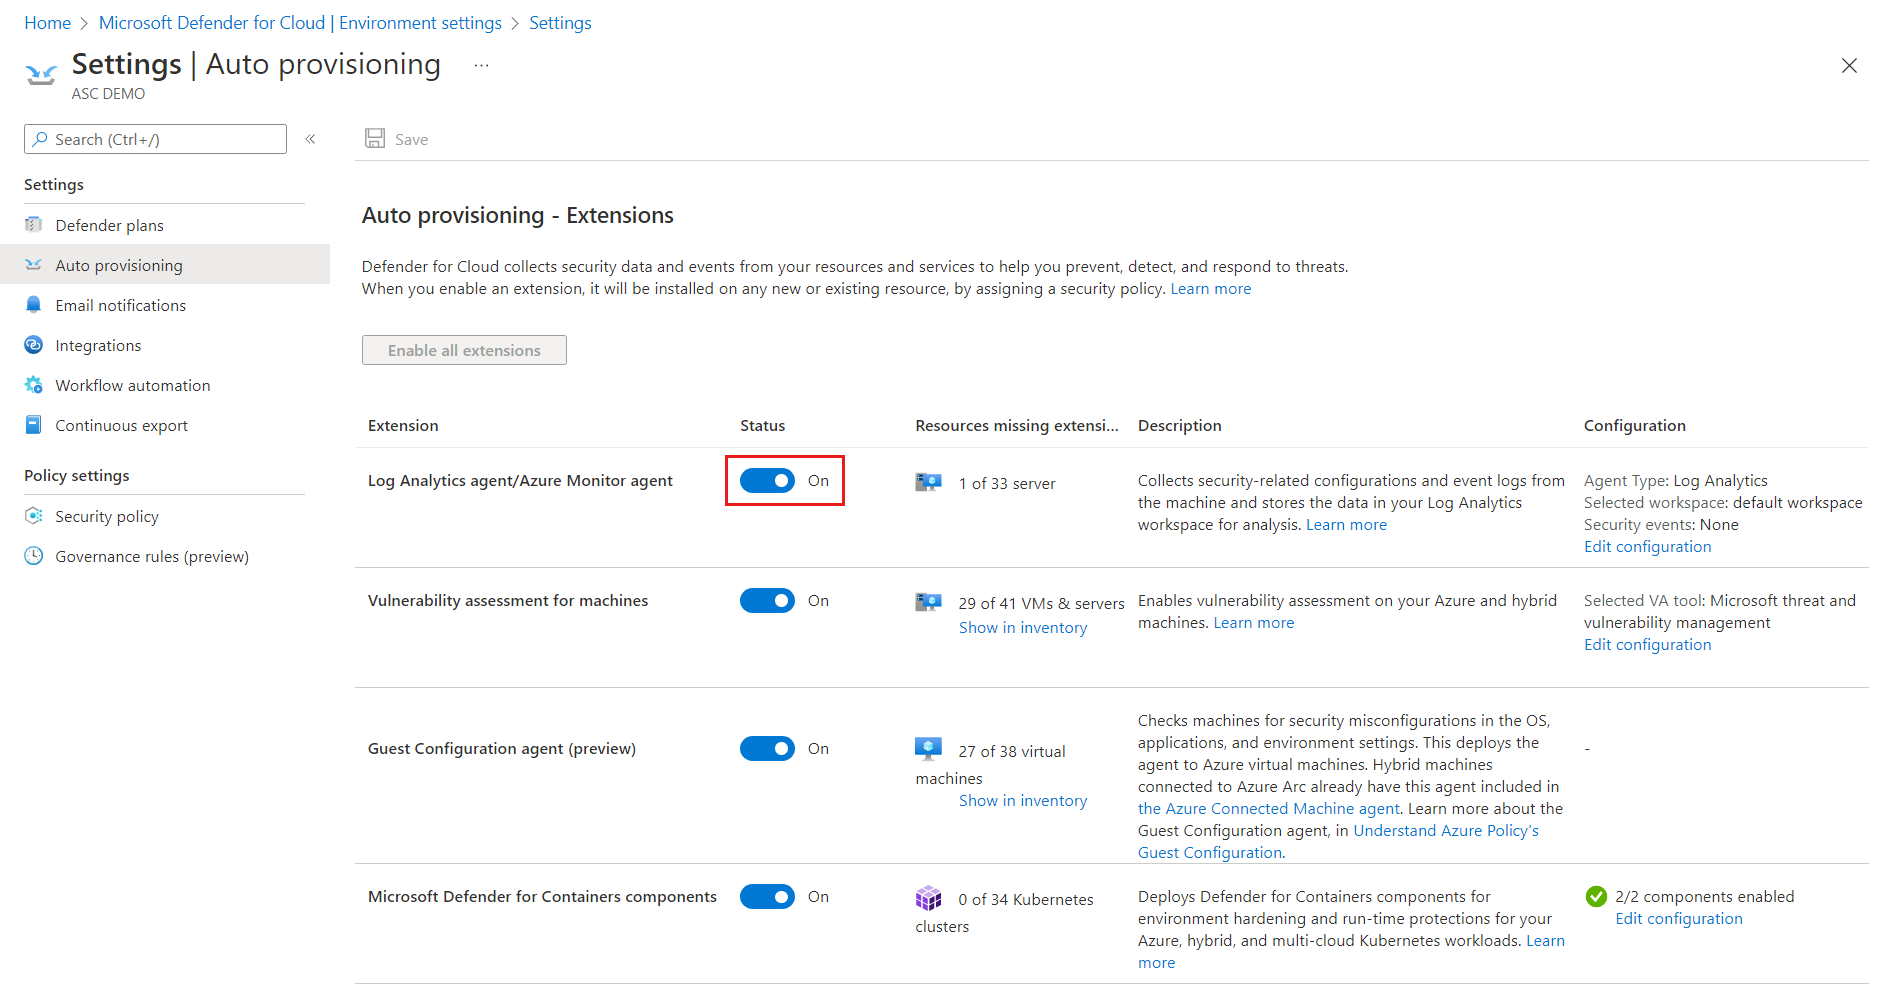 Home > Microsoft Defender for Cloud | Environment settings > Settings
Settings | Auto provisioning ...
ASC DEMO
Search (Ctrl+/) «
Save
Settings
Defender plans
Auto provisioning
Email notifications
Integrations
Workflow automation
Continuous export
Policy settings
Security policy
Governance rules (preview)
Auto provisioning - Extensions
Defender for Cloud collects security data and events from your resources and services to help you prevent, detect, and respond to threats.
When you enable an extension, it will be installed on any new or existing resource, by assigning a security policy. Learn more
Enable all extensions
Extension Status Resources missing extensi... Description Configuration
Log Analytics agent/Azure Monitor agent
On
1 of 33 server
Collects security-related configurations and event logs from
the machine and stores the data in your Log Analytics
workspace for analysis. Learn more
Agent Type: Log Analytics
Selected workspace: default workspace
Security events: None
Edit configuration
Vulnerability assessment for machines
On
29 of 41 VMs & servers
Show in inventory
Enables vulnerability assessment on your Azure and hybrid
machines. Learn more
Selected VA tool: Microsoft threat and
vulnerability management
Edit configuration
Guest Configuration agent (preview)
On
27 of 38 virtual
machines
Show in inventory
Checks machines for security misconfigurations in the OS,
applications, and environment settings. This deploys the
agent to Azure virtual machines. Hybrid machines
connected to Azure Arc already have this agent included in
the Azure Connected Machine agent. Learn more about the
Guest Configuration agent, in Understand Azure Policy's
Guest Configuration.
-
Microsoft Defender for Containers components
On
0 of 34 Kubernetes
clusters
Deploys Defender for Containers components for
environment hardening and run-time protections for your
Azure, hybrid, and multi-cloud Kubernetes workloads. Learn
more
2/2 components enabled
Edit configuration